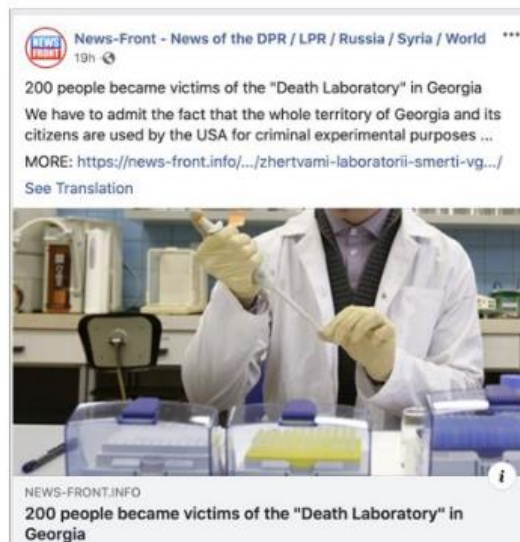 NEWS
FRONT
News-Front - News of the DPR / LPR / Russia / Syria / World
19h
200 people became victims of the "Death Laboratory" in Georgia
We have to admit the fact that the whole territory of Georgia and its
citizens are used by the USA for criminal experimental purposes ...
MORE: https://news-front.info/.../zhertvami-laboratorii-smerti-vg.../
See Translation
i
NEWS-FRONT.INFO
200 people became victims of the "Death Laboratory" in
Georgia